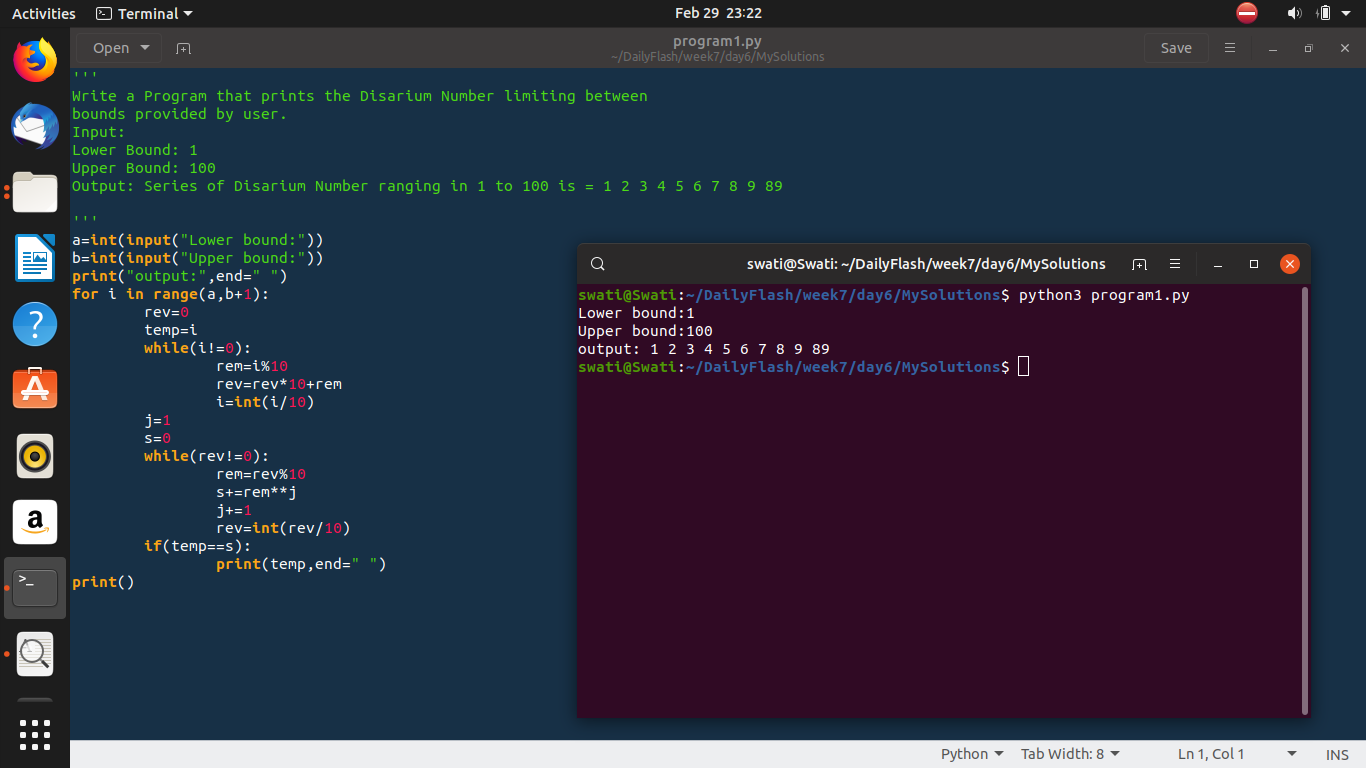 Activities Terminal Feb 29 23:22
Open program1.py Save
~/DailyFlash/week7/day6/MySolutions
'''
Write a Program that prints the Disarium Number limiting between
bounds provided by user.
Input:
Lower Bound: 1
Upper Bound: 100
Output: Series of Disarium Number ranging in 1 to 100 is = 1 2 3 4 5 6 7 8 9 89
'''
a=int(input("Lower bound:"))
b=int(input("Upper bound:"))
print("output:",end=" ")
for i in range(a,b+1):
        rev=0
        temp=i
        while(i!=0):
                rem=i%10
                rev=rev*10+rem
                i=int(i/10)
        j=1
        s=0
        while(rev!=0):
                rem=rev%10
                s+=rem**j
                j+=1
                rev=int(rev/10)
        if(temp==s):
                print(temp,end=" ")
print()
swati@Swati: ~/DailyFlash/week7/day6/MySolutions
swati@Swati:~/DailyFlash/week7/day6/MySolutions$ python3 program1.py
Lower bound:1
Upper bound:100
output: 1 2 3 4 5 6 7 8 9 89
swati@Swati:~/DailyFlash/week7/day6/MySolutions$
Python Tab Width: 8 Ln 1, Col 1 INS